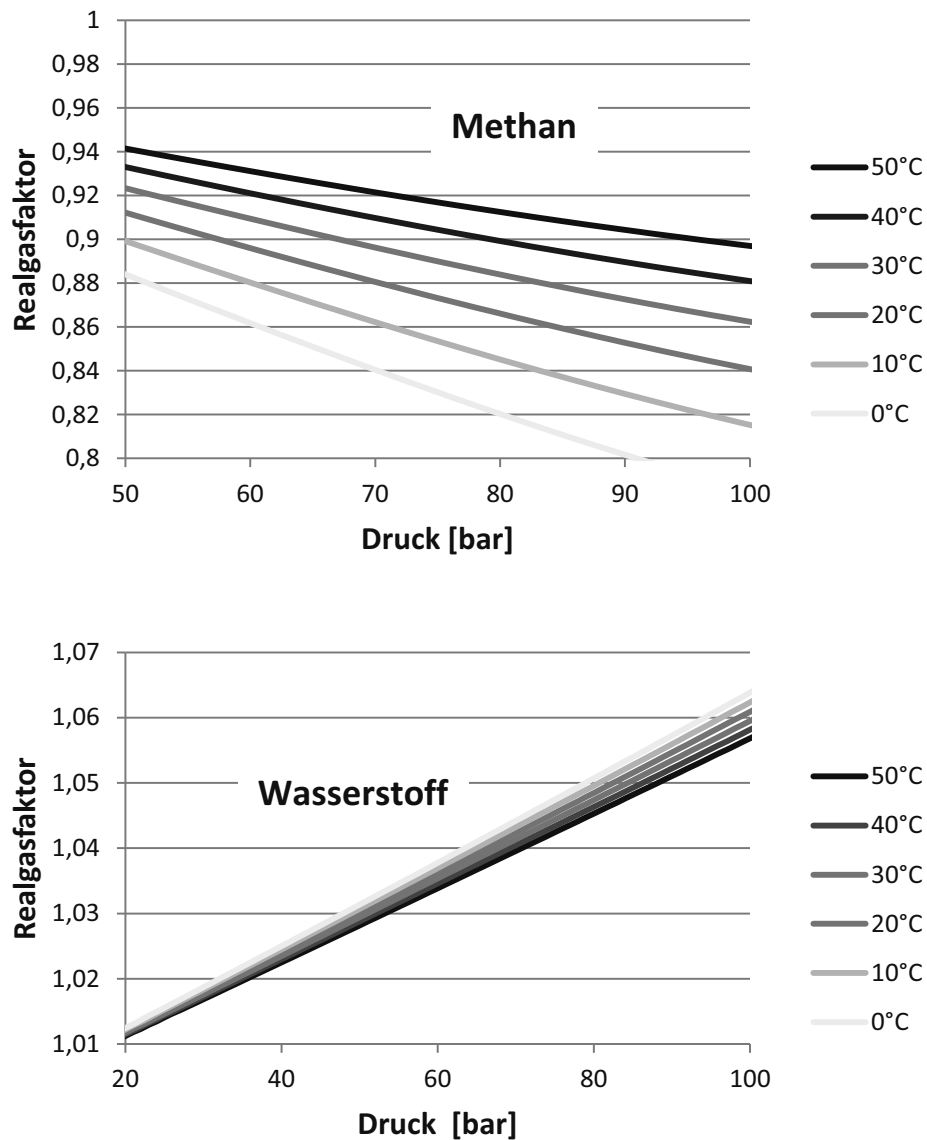 1
0,98
0,96
0,94
0,92
0,9
0,88
0,86
0,84
0,82
0,8
Realgasfaktor
Methan
50
60
70
80
90
100
Druck [bar]
50°C
40°C
30°C
20°C
10°C
0°C
1,07
1,06
1,05
1,04
1,03
1,02
1,01
Realgasfaktor
Wasserstoff
20
40
60
80
100
Druck [bar]
50°C
40°C
30°C
20°C
10°C
0°C